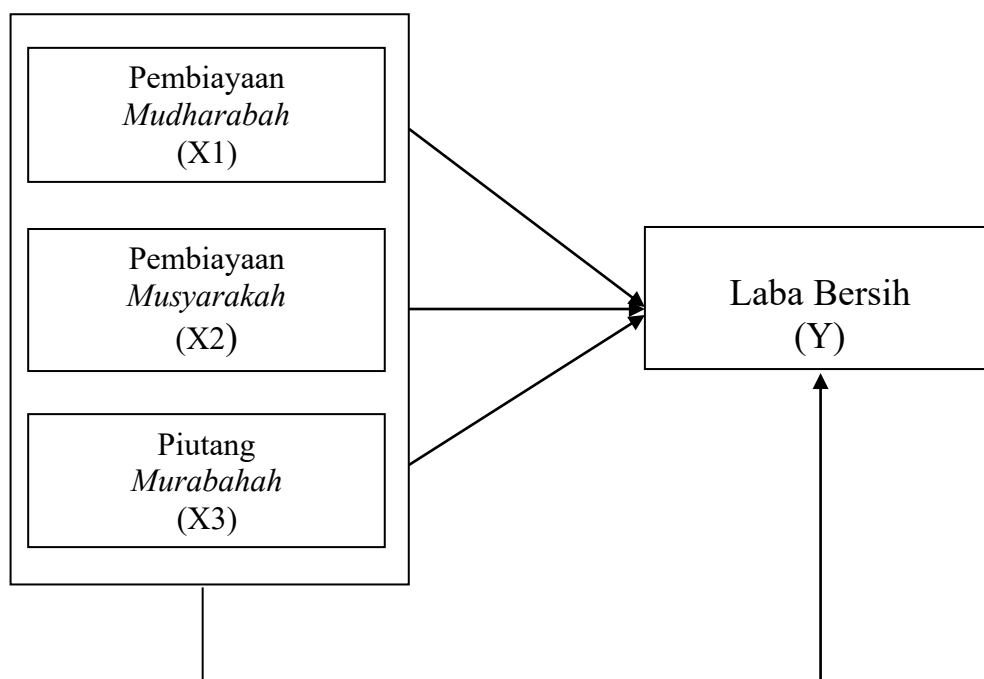 Pembiayaan
Mudharabah
(X1)
Pembiayaan
Musyarakah
(X2)
Piutang
Murabahah
(X3)
Laba Bersih
(Y)